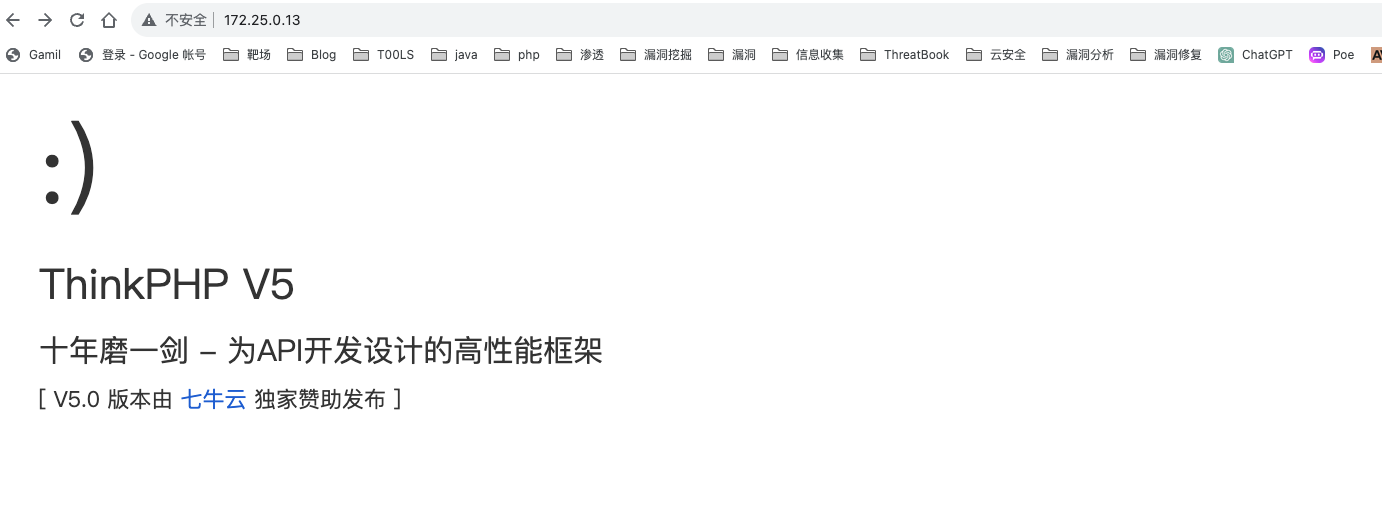 不安全 172.25.0.13
Gamil 登录 - Google 帐号 靶场 Blog T00LS java php 渗透 漏洞挖掘 漏洞 信息收集 ThreatBook 云安全 漏洞分析 漏洞修复 ChatGPT Poe
:)
ThinkPHP V5
十年磨一剑 – 为API开发设计的高性能框架
[ V5.0 版本由 七牛云 独家赞助发布 ]